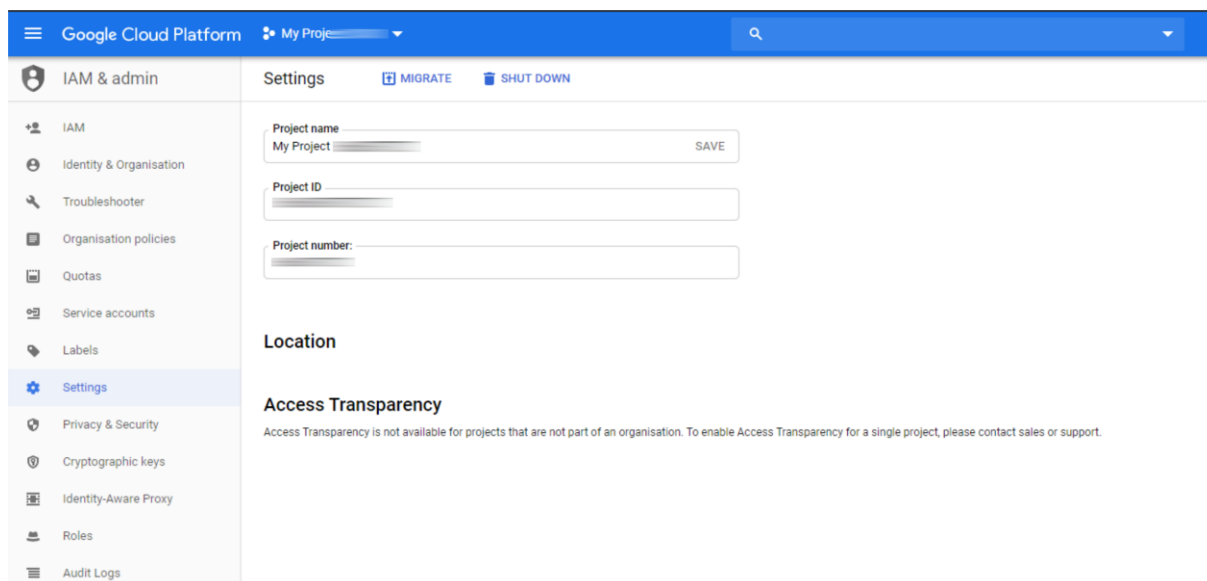 Google Cloud Platform My Proje
IAM & admin
Settings MIGRATE SHUT DOWN
IAM
Identity & Organisation
Troubleshooter
Organisation policies
Quotas
Service accounts
Labels
Settings
Privacy & Security
Cryptographic keys
Identity-Aware Proxy
Roles
Audit Logs
Project name
My Project SAVE
Project ID
Project number:
Location
Access Transparency
Access Transparency is not available for projects that are not part of an organisation. To enable Access Transparency for a single project, please contact sales or support.